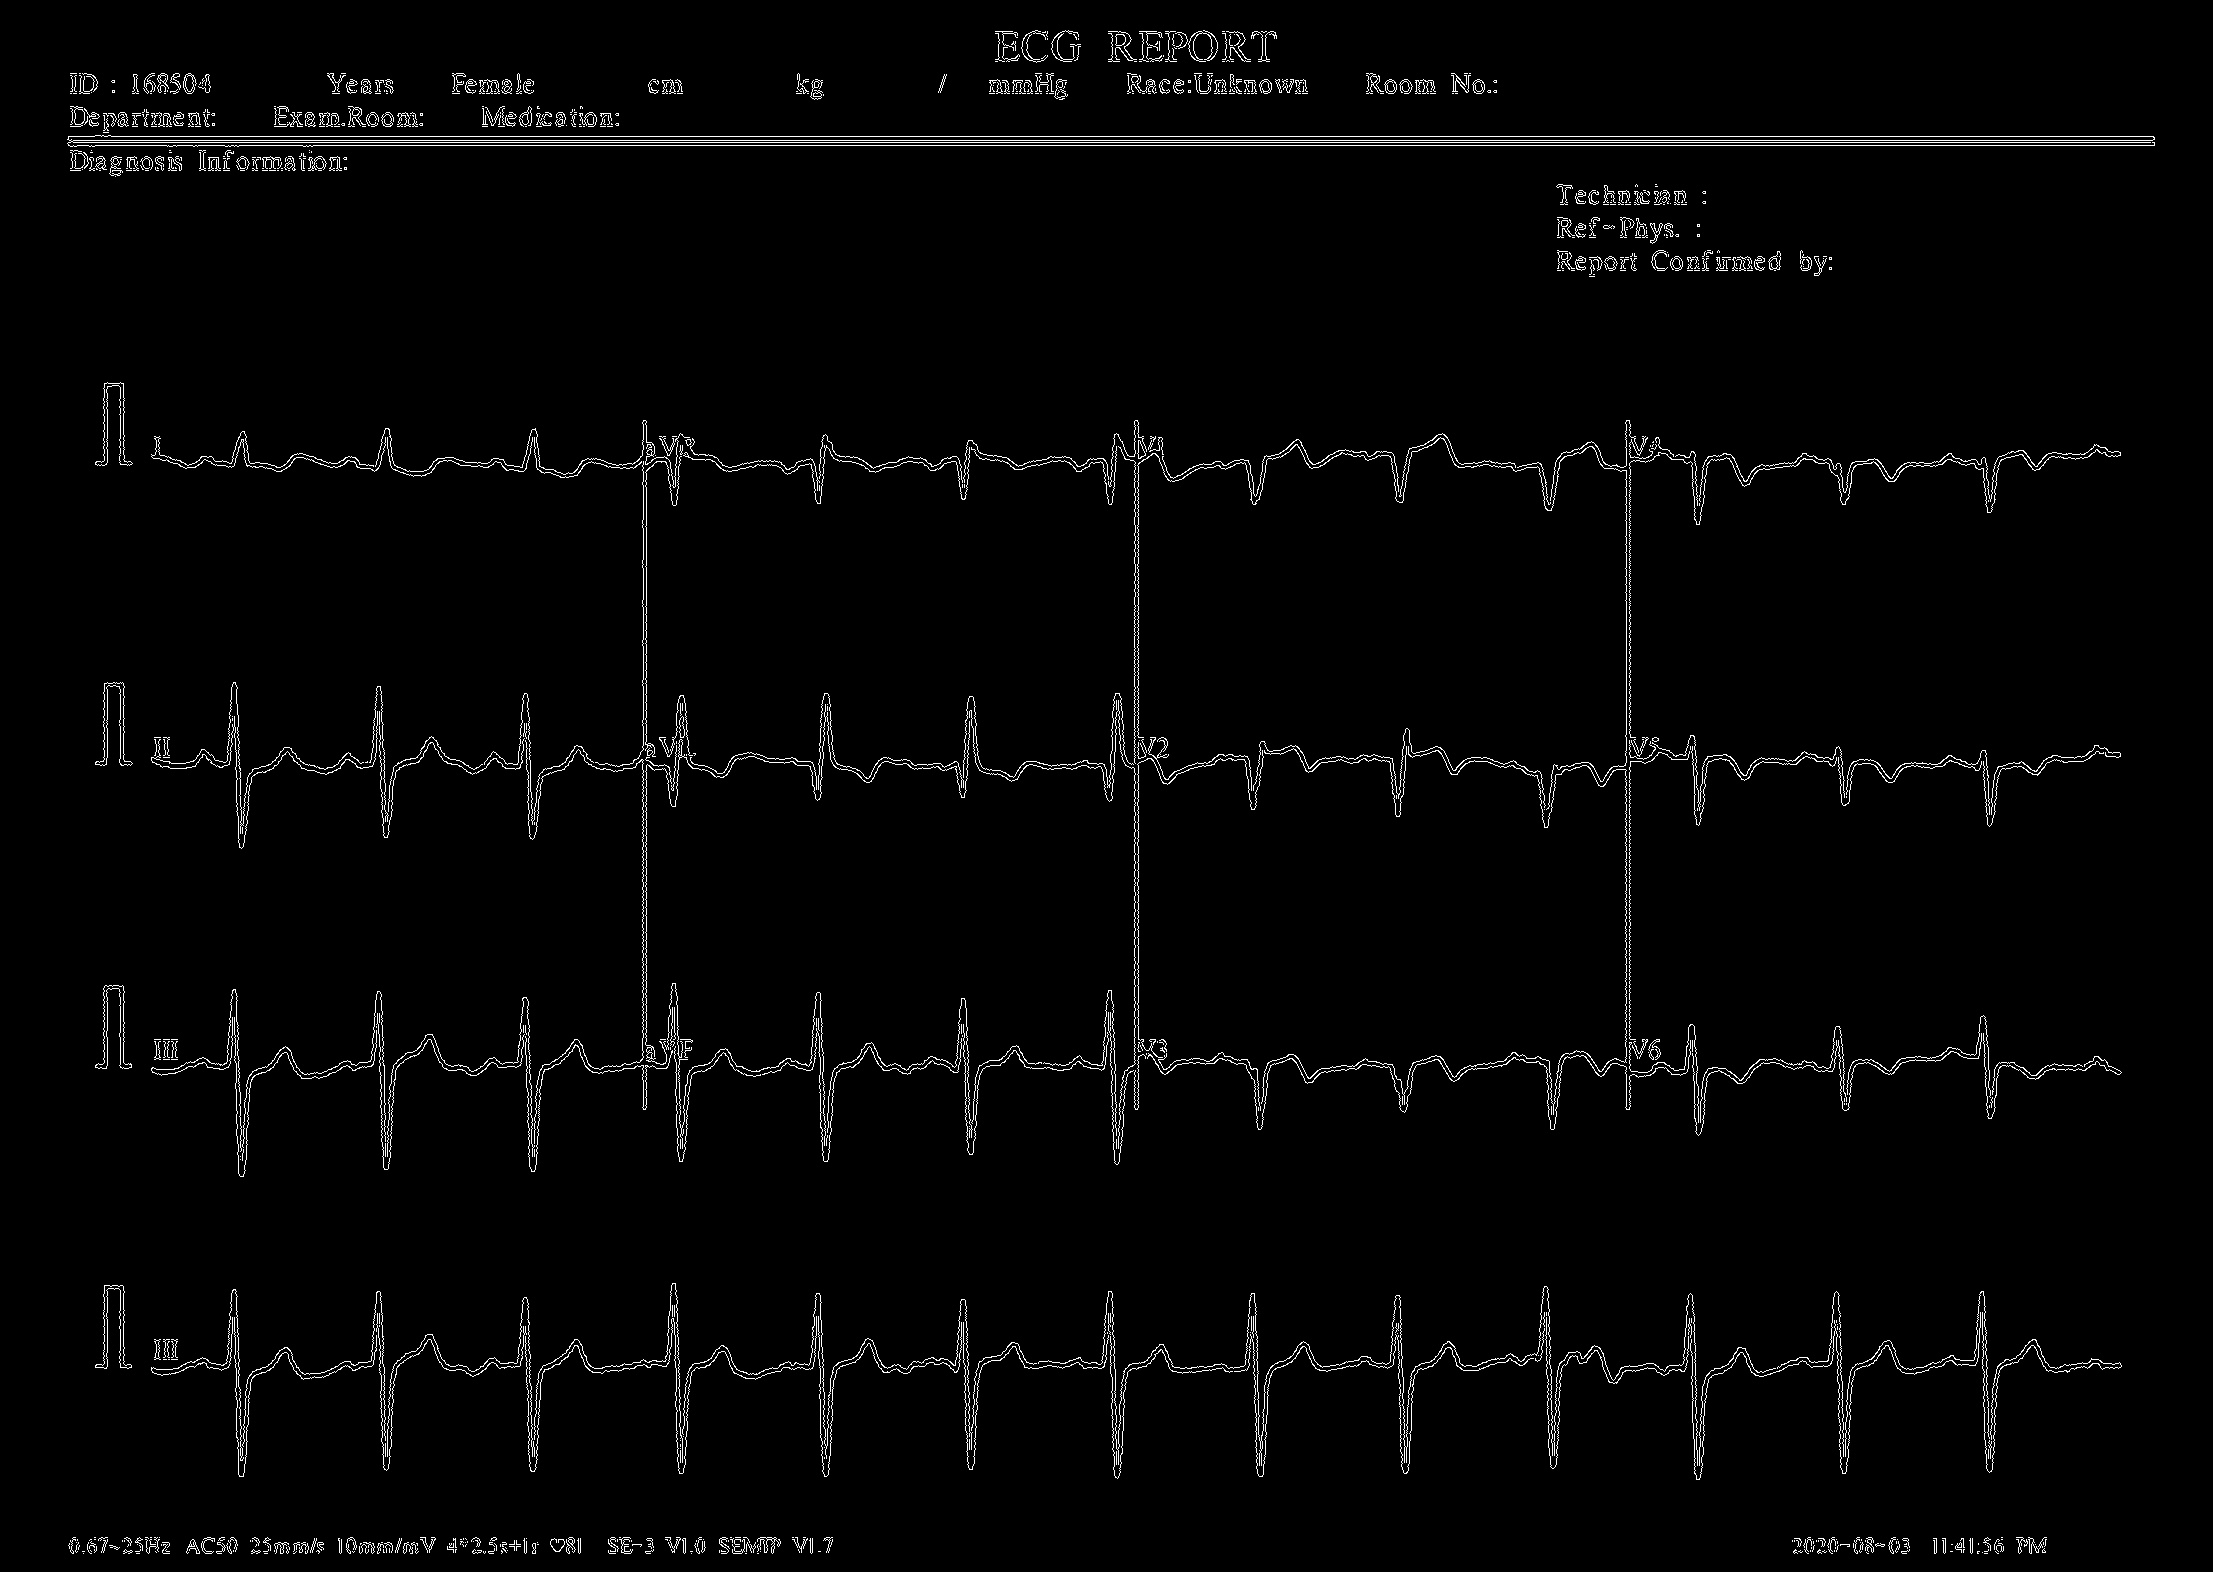 ECG REPORT
ID : 168504 Years Female cm kg / mmHg Race:Unknown Room No.:
Department: Exam.Room: Medication:
Diagnosis Information:
Technician :
Ref-Phys. :
Report Confirmed by:
I aVR V1 V4
II aVL V2 V5
III aVF V3 V6
III
0.67~25Hz AC50 25mm/s 10mm/mV 4*2.5s+1r ♡81 SE-3 V1.0 SEMIP V1.7
2020-08-03 11:41:56 PM